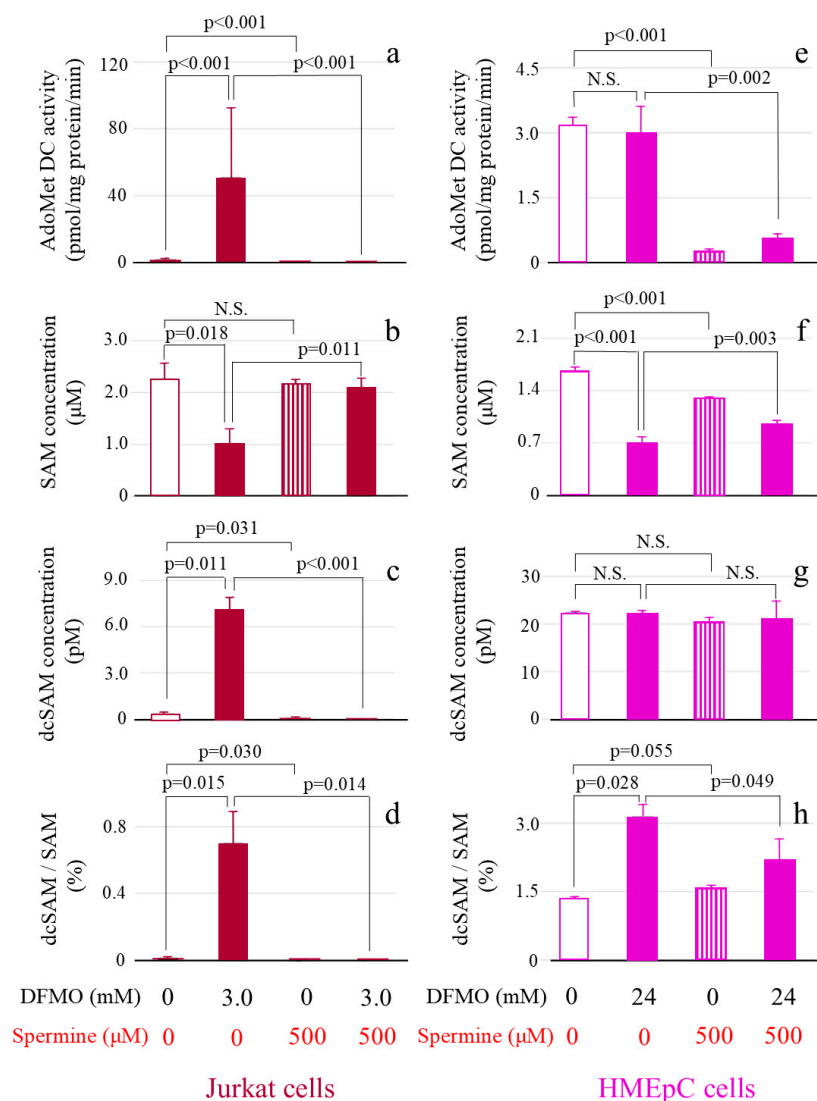 p<0.001
p<0.001
p<0.001
a
AdoMet DC activity
(pmol/mg protein/min)
120
80
40
0
N.S.
p=0.018
p=0.011
b
SAM concentration
(μM)
3.0
2.0
1.0
0
p=0.031
p=0.011
p<0.001
c
dcSAM concentration
(pM)
9.0
6.0
3.0
0
p=0.030
p=0.015
p=0.014
d
dcSAM / SAM
(%)
0.8
0.4
0
DFMO (mM) 0 3.0 0 3.0
Spermine (μM) 0 0 500 500
Jurkat cells
p<0.001
N.S.
p=0.002
e
AdoMet DC activity
(pmol/mg protein/min)
4.5
3.0
1.5
0
p<0.001
p<0.001
p=0.003
f
SAM concentration
(μM)
2.1
1.4
0.7
0
N.S.
N.S.
N.S.
g
dcSAM concentration
(pM)
30
20
10
0
p=0.055
p=0.028
p=0.049
h
dcSAM / SAM
(%)
3.0
1.5
0
DFMO (mM) 0 24 0 24
Spermine (μM) 0 0 500 500
HMEpC cells